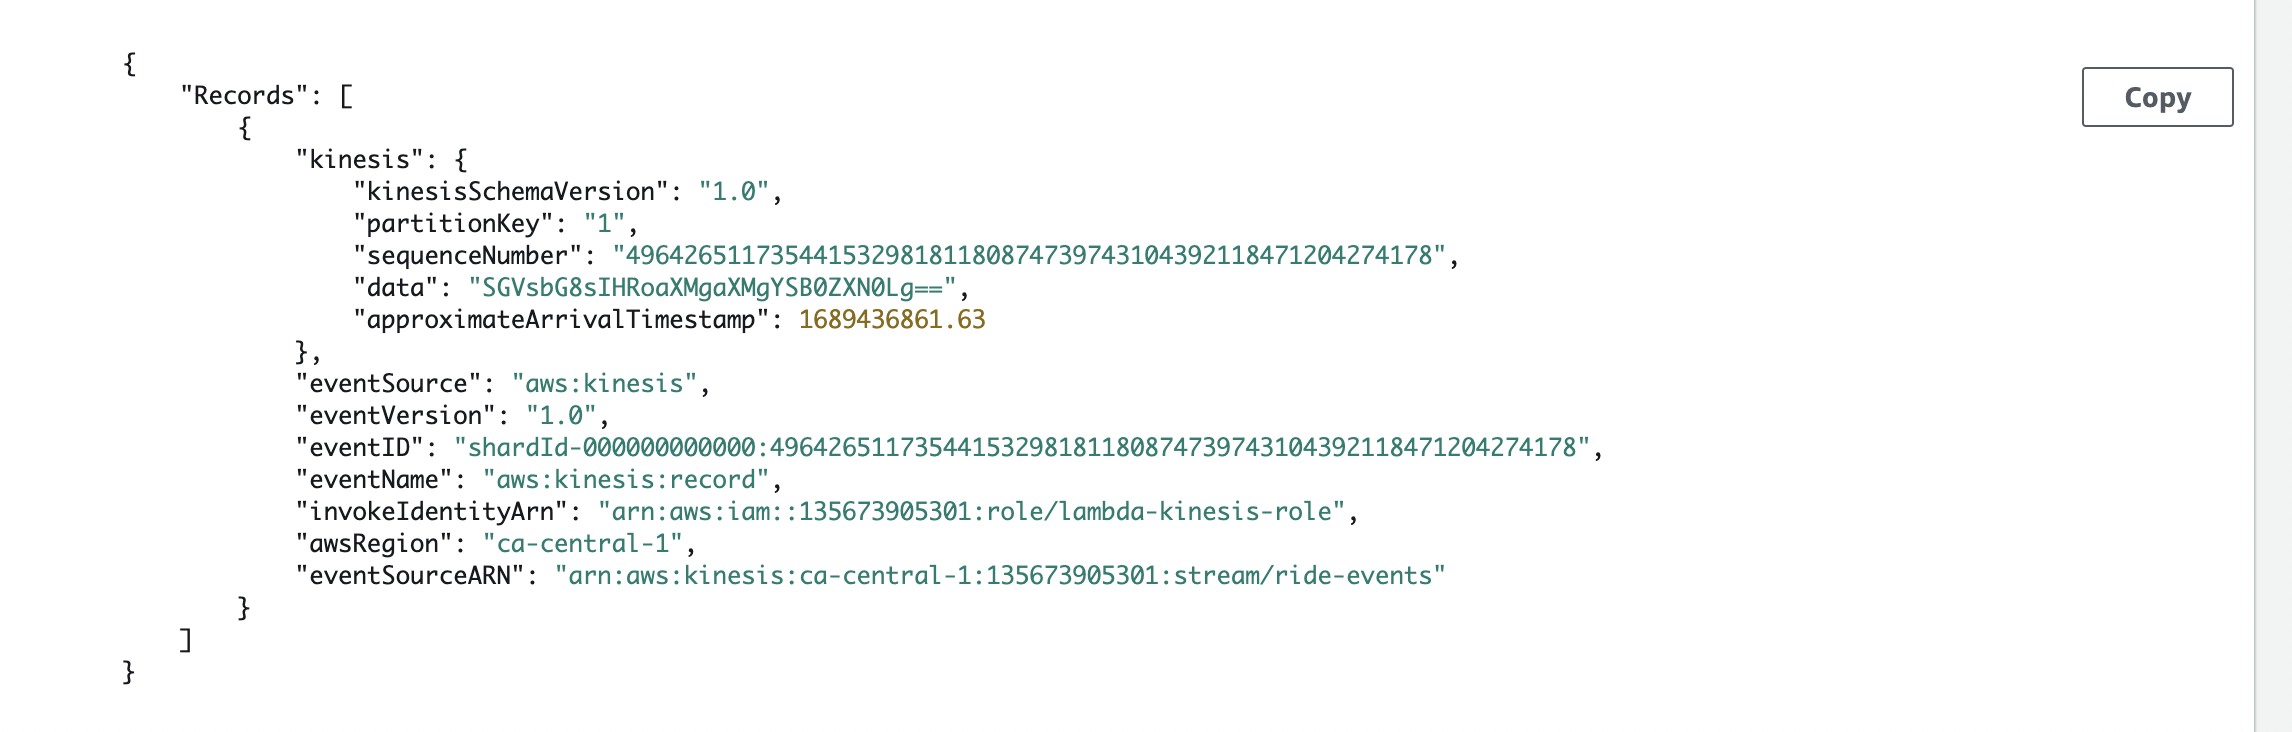 {
"Records": [
{
"kinesis": {
"kinesisSchemaVersion": "1.0",
"partitionKey": "1",
"sequenceNumber": "49642651173544153298181180874739743104392118471204274178",
"data": "SGVsbG8sIHRoaXMgaXMgYSB0ZXN0Lg==",
"approximateArrivalTimestamp": 1689436861.63
},
"eventSource": "aws:kinesis",
"eventVersion": "1.0",
"eventID": "shardId-000000000000:49642651173544153298181180874739743104392118471204274178",
"eventName": "aws:kinesis:record",
"invokeIdentityArn": "arn:aws:iam::135673905301:role/lambda-kinesis-role",
"awsRegion": "ca-central-1",
"eventSourceARN": "arn:aws:kinesis:ca-central-1:135673905301:stream/ride-events"
}
]
}
Copy